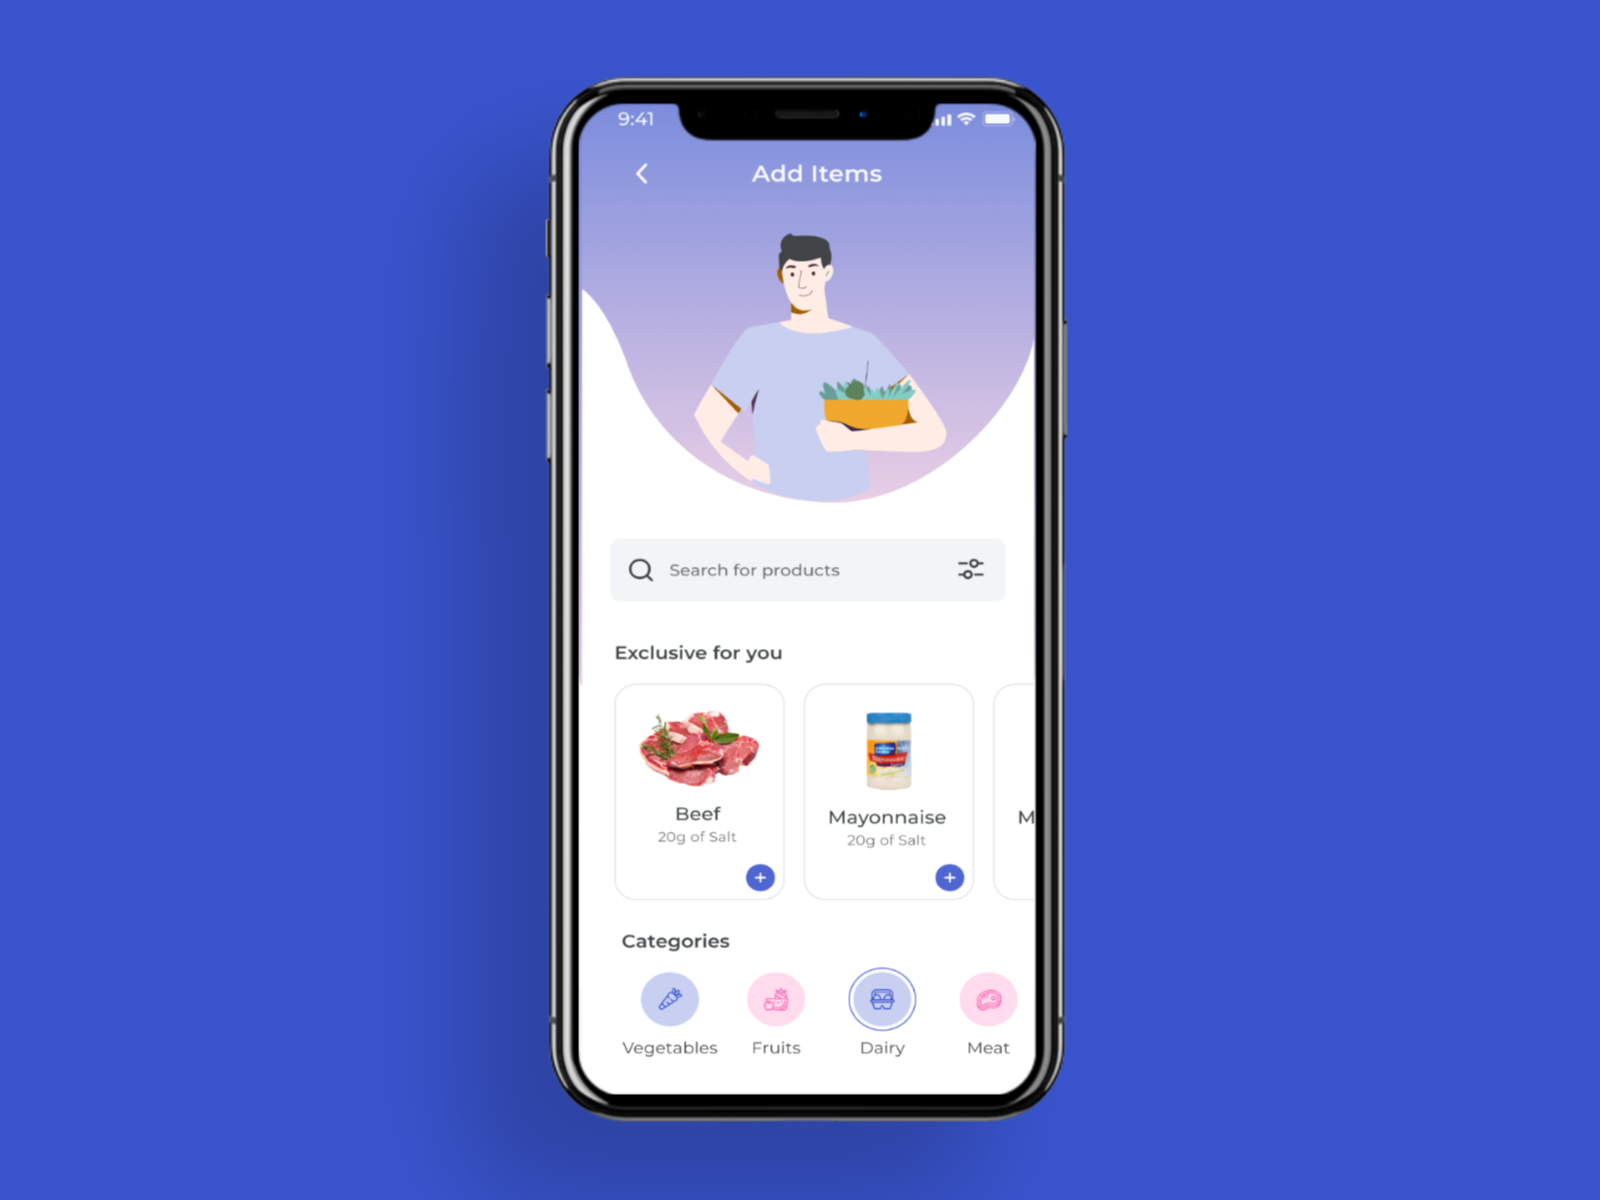 9:41
Add Items
Search for products
Exclusive for you
Beef
20g of Salt
Mayonnaise
20g of Salt
M
Categories
Vegetables
Fruits
Dairy
Meat